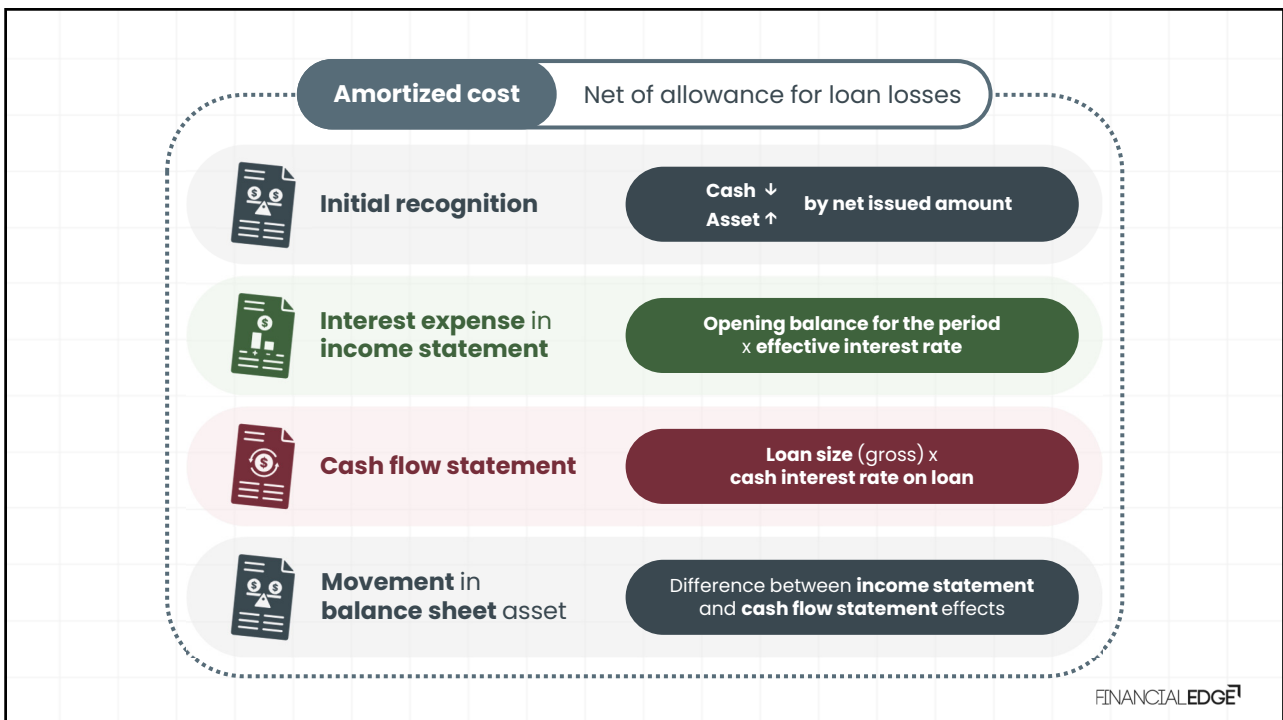 Amortized cost Net of allowance for loan losses
Initial recognition
Cash ↓
Asset ↑
by net issued amount
Interest expense in
income statement
Opening balance for the period
x effective interest rate
Cash flow statement
Loan size (gross) x
cash interest rate on loan
Movement in
balance sheet asset
Difference between income statement
and cash flow statement effects
FINANCIALEDGE